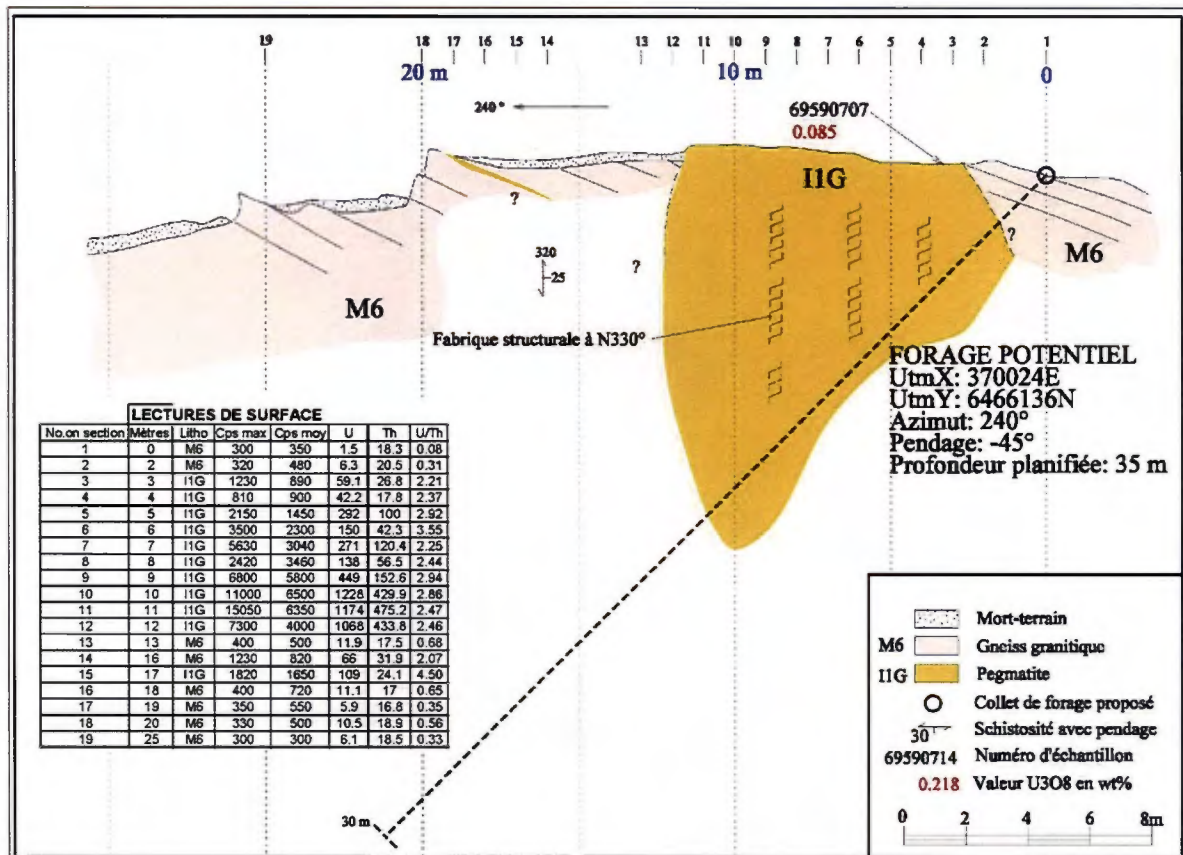 19 18 17 16 15 14 13 12 11 10 9 8 7 6 5 4 3 2 1
20 m 10 m 0
240°
69590707
0.085
I1G
?
?
M6
320
25
?
M6
Fabrique structurale à N330°
FORAGE POTENTIEL
UtmX: 370024E
UtmY: 6466136N
Azimut: 240°
Pendage: -45°
Profondeur planifiée: 35 m
LECTURES DE SURFACE
No.on section Mètres Litho Cps max Cps moy U Th U/Th
1 0 M6 300 350 1.5 18.3 0.08
2 2 M6 320 480 6.3 20.5 0.31
3 3 I1G 1230 890 59.1 26.8 2.21
4 4 I1G 810 900 42.2 17.8 2.37
5 5 I1G 2150 1450 292 100 2.92
6 6 I1G 3500 2300 150 42.3 3.55
7 7 I1G 5630 3040 271 120.4 2.25
8 8 I1G 2420 3460 138 56.5 2.44
9 9 I1G 6800 5800 449 152.6 2.94
10 10 I1G 11000 6500 1228 429.9 2.86
11 11 I1G 15050 6350 1174 475.2 2.47
12 12 I1G 7300 4000 1068 433.8 2.46
13 13 M6 400 500 11.9 17.5 0.68
14 16 M6 1230 820 66 31.9 2.07
15 17 I1G 1820 1650 109 24.1 4.50
16 18 M6 400 720 11.1 17 0.65
17 19 M6 350 550 5.9 16.8 0.35
18 20 M6 330 500 10.5 18.9 0.56
19 25 M6 300 300 6.1 18.5 0.33
30 m
Mort-terrain
M6 Gneiss granitique
I1G Pegmatite
Collet de forage proposé
30 Schistosité avec pendage
69590714 Numéro d'échantillon
0.218 Valeur U3O8 en wt%
0 2 4 6 8m